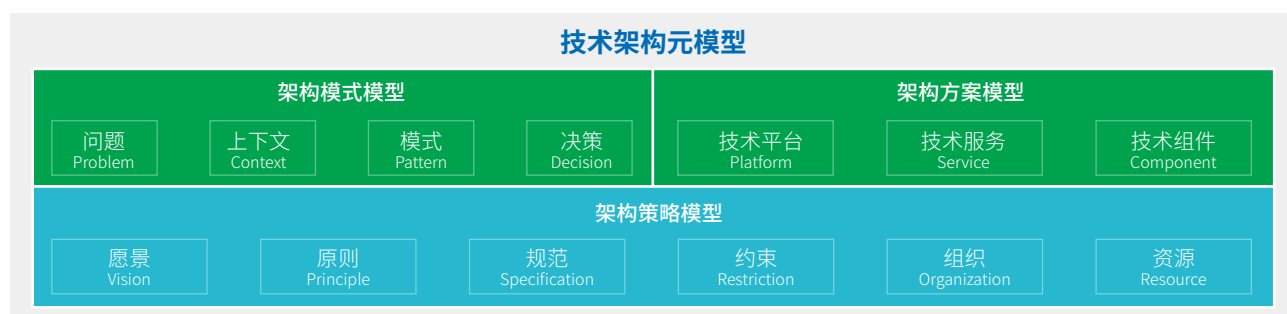 技术架构元模型
架构模式模型
问题
Problem
上下文
Context
模式
Pattern
决策
Decision
架构方案模型
技术平台
Platform
技术服务
Service
技术组件
Component
架构策略模型
愿景
Vision
原则
Principle
规范
Specification
约束
Restriction
组织
Organization
资源
Resource